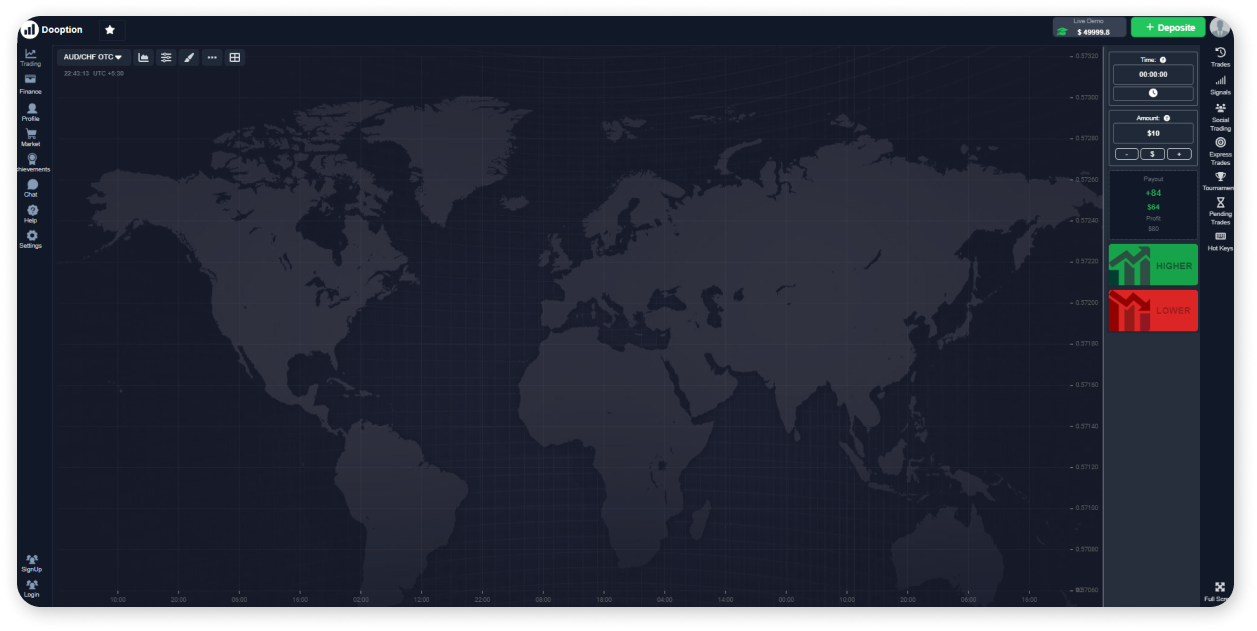 Dooption
Live Demo
$ 49999.8
+ Deposite
Trading
Finance
Profile
Market
hievements
Chat
Help
Settings
SignUp
Login
AUD/CHF OTC
22:43:13 UTC +5:30
0.57320
0.57300
0.57280
0.57260
0.57240
0.57220
0.57200
0.57180
0.57160
0.57140
0.57120
0.57100
0.57080
10:00
20:00
06:00
16:00
02:00
12:00
22:00
08:00
18:00
04:00
14:00
00:00
10:00
20:00
06:00
16:00
Time:
00:00:00
Amount:
$10
-
$
+
Payout
+84
$64
Profit
HIGHER
LOWER
Trades
Signals
Social
Trading
Express
Trades
Tournamen
Pending
Trades
Hot Keys
Full Scre